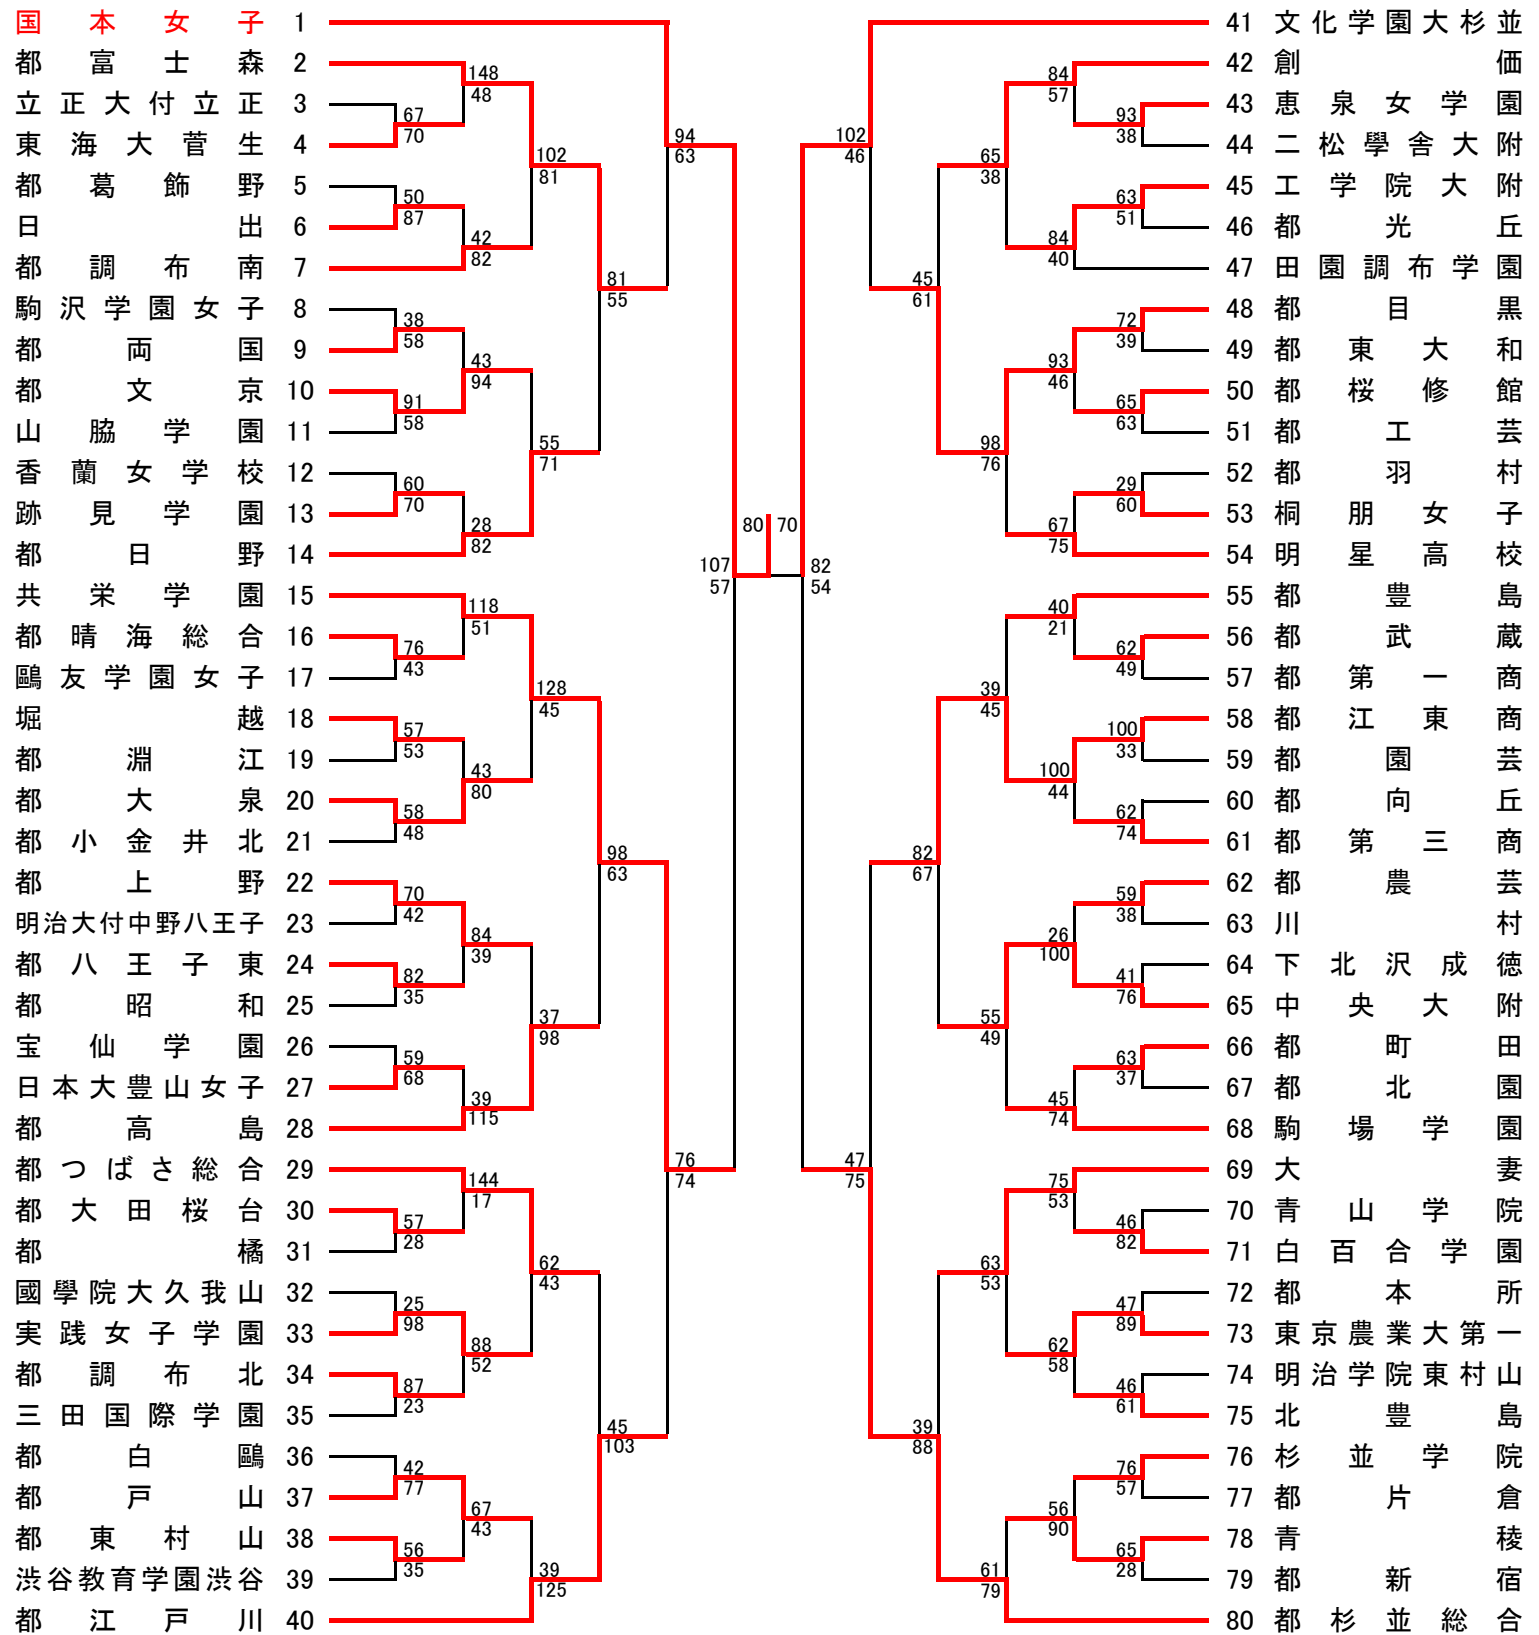 国本女子 1
都富士森 2
立正大付立正 3
東海大菅生 4
都葛飾野 5
日出 6
都調布南 7
駒沢学園女子 8
都両国 9
都文京 10
山脇学園 11
香蘭女学校 12
跡見学園 13
都日野 14
共栄学園 15
都晴海総合 16
鷗友学園女子 17
堀越 18
都淵江 19
都大泉 20
都小金井北 21
都上野 22
明治大付中野八王子 23
都八王子東 24
都昭和 25
宝仙学園 26
日本大豊山女子 27
都高島 28
都つばさ総合 29
都大田桜台 30
都橘 31
國學院大久我山 32
実践女子学園 33
都調布北 34
三田国際学園 35
都白鷗 36
都戸山 37
都東村山 38
渋谷教育学園渋谷 39
都江戸川 40
67
70
50
87
38
58
91
58
60
70
76
43
57
53
58
48
70
42
82
35
59
68
57
28
25
98
87
23
42
77
56
35
148
48
42
82
43
94
28
82
118
51
43
80
84
39
39
115
144
17
88
52
67
43
102
81
55
71
128
45
37
98
62
43
39
125
81
55
98
63
45
103
94
63
76
74
107
57
80 70
82
54
102
46
47
75
45
61
82
67
39
88
65
38
98
76
39
45
55
49
63
53
61
79
84
57
84
40
93
46
67
75
40
21
100
44
26
100
45
74
75
53
62
58
56
90
93
38
63
51
72
39
65
63
29
60
62
49
100
33
62
74
59
38
41
76
63
37
46
82
47
89
46
61
76
57
65
28
41 文化学園大杉並
42 創価
43 恵泉女学園
44 二松學舎大附
45 工学院大附
46 都光丘
47 田園調布学園
48 都目黒
49 都東大和
50 都桜修館
51 都工芸
52 都羽村
53 桐朋女子
54 明星高校
55 都豊島
56 都武蔵
57 都第一商
58 都江東商
59 都園芸
60 都向丘
61 都第三商
62 都農芸
63 川村
64 下北沢成徳
65 中央大附
66 都町田
67 都北園
68 駒場学園
69 大妻
70 青山学院
71 白百合学園
72 都本所
73 東京農業大第一
74 明治学院東村山
75 北豊島
76 杉並学院
77 都片倉
78 青稜
79 都新宿
80 都杉並総合